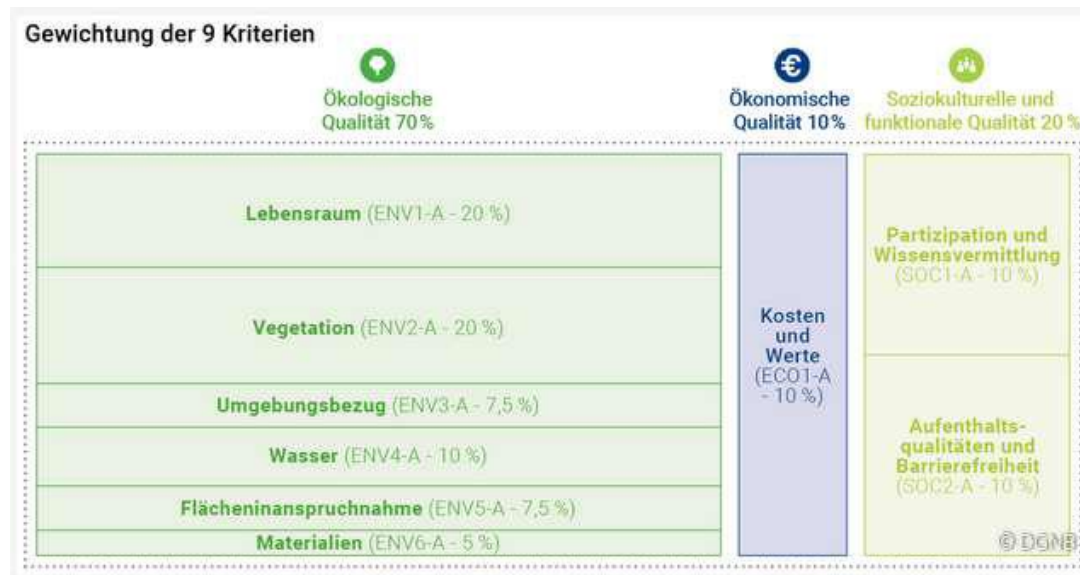 Gewichtung der 9 Kriterien
Ökologische
Qualität 70 %
Ökonomische
Qualität 10 %
Soziokulturelle und
funktionale Qualität 20 %
Lebensraum (ENV1-A - 20 %)
Vegetation (ENV2-A - 20 %)
Umgebungsbezug (ENV3-A - 7,5 %)
Wasser (ENV4-A - 10 %)
Flächeninanspruchnahme (ENV5-A - 7,5 %)
Materialien (ENV6-A - 5 %)
€
Kosten
und
Werte
(ECO1-A
- 10 %)
Partizipation und
Wissensvermittlung
(SOC1-A - 10 %)
Aufenthalts-
qualitäten und
Barrierefreiheit
(SOC2-A - 10 %)
© DGNB